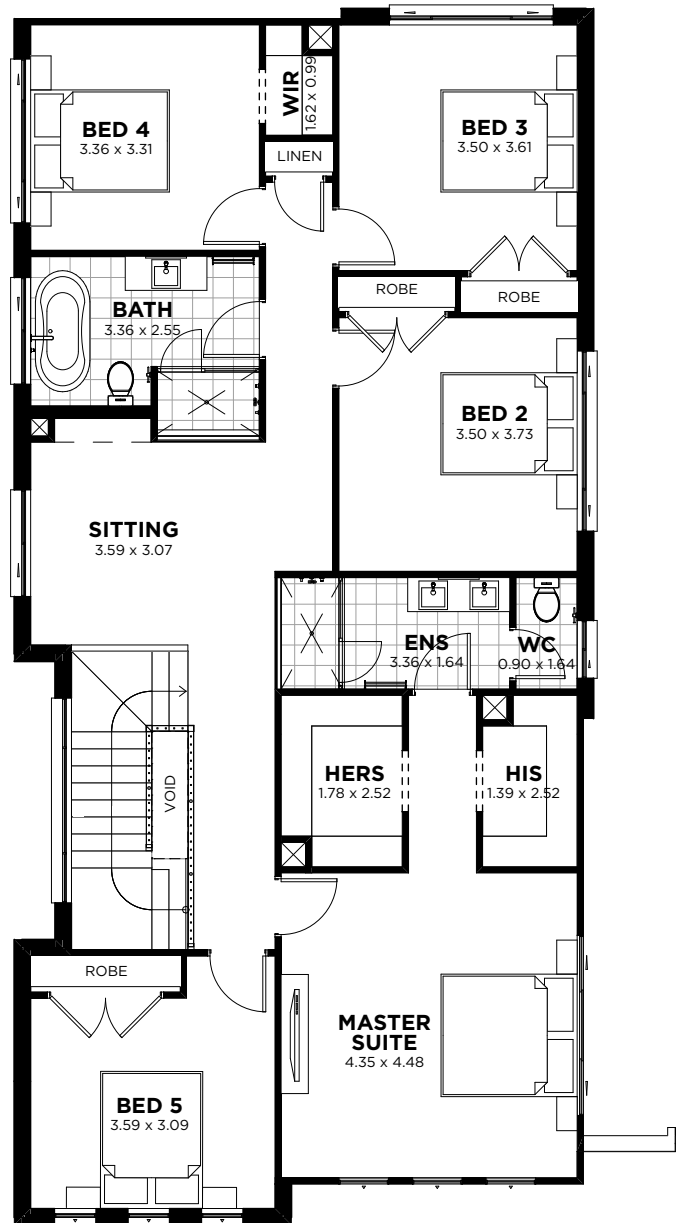 BED 4
3.36 x 3.31
WIR
1.62 x 0.99
BED 3
3.50 x 3.61
LINEN
ROBE
ROBE
BATH
3.36 x 2.55
BED 2
3.50 x 3.73
SITTING
3.59 x 3.07
ENS
3.36 x 1.64
WC
0.90 x 1.64
HERS
1.78 x 2.52
HIS
1.39 x 2.52
VOID
ROBE
MASTER
SUITE
4.35 x 4.48
BED 5
3.59 x 3.09